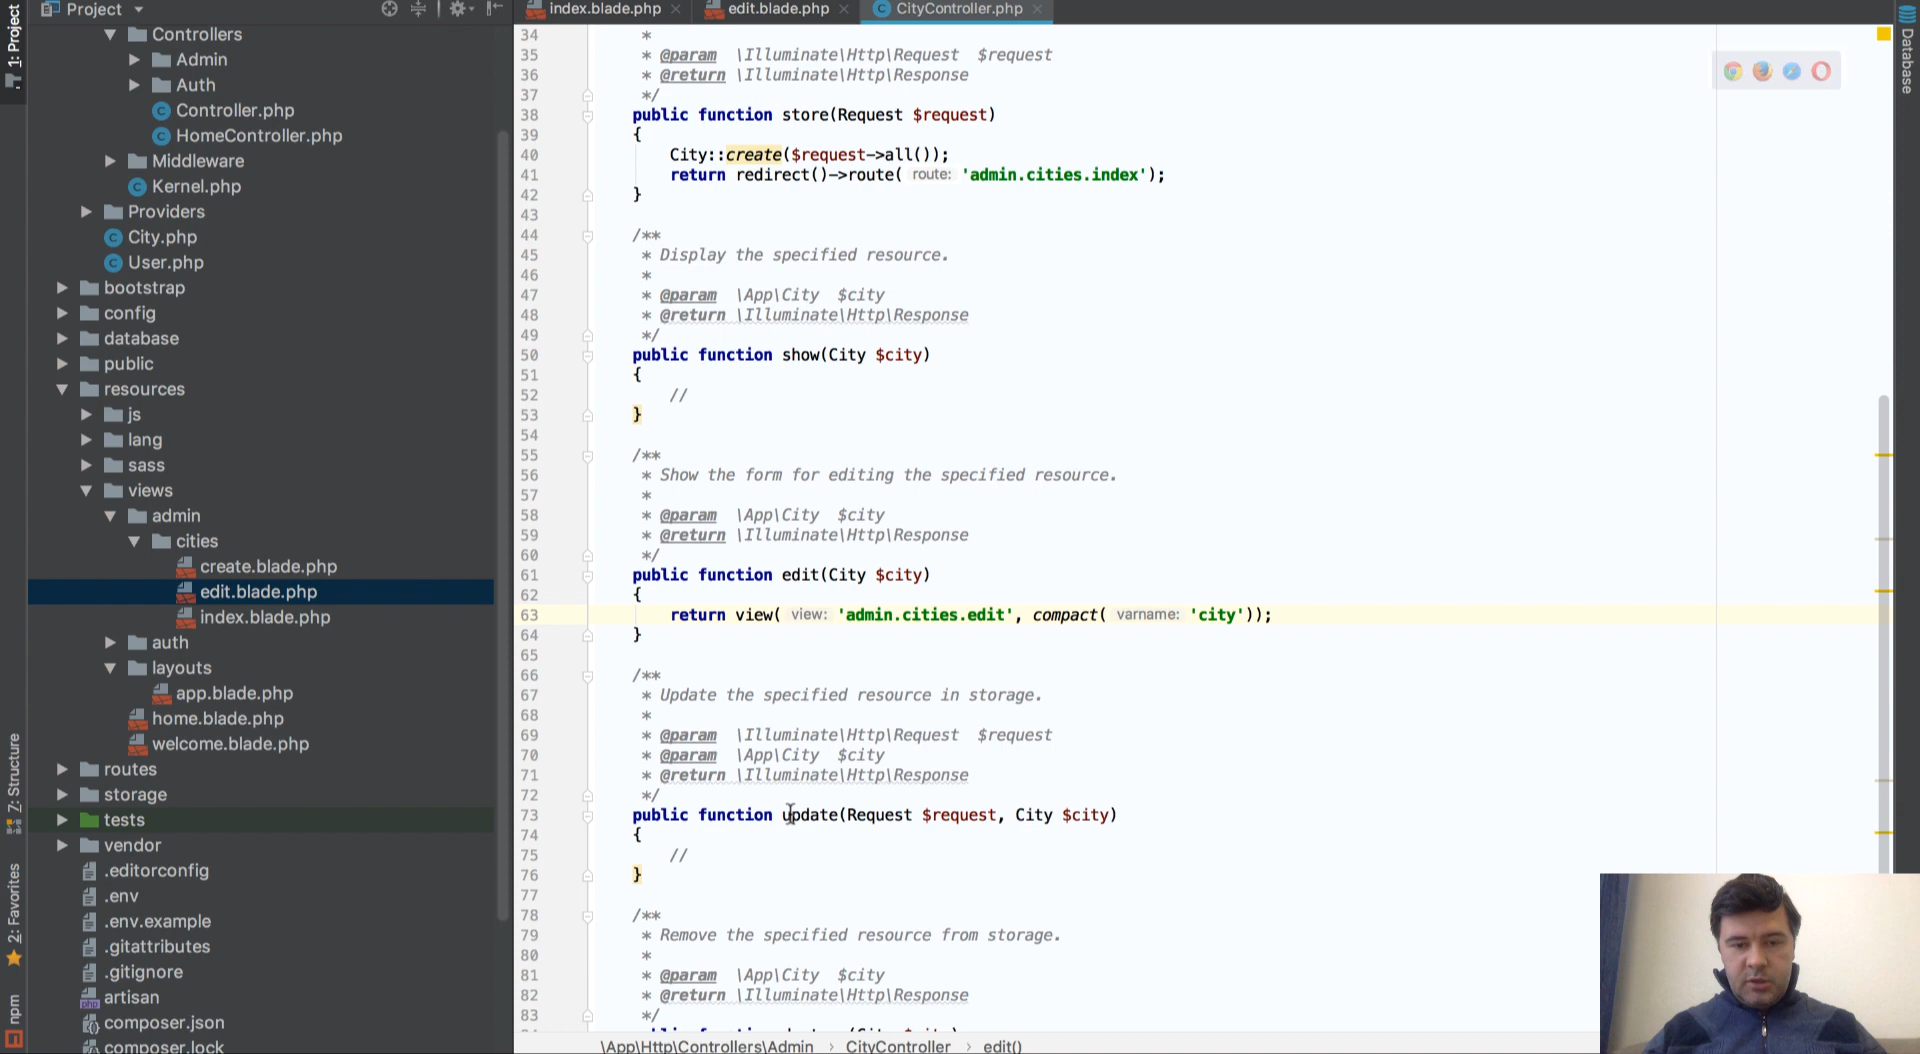 Project
index.blade.php
edit.blade.php
CityController.php
1: Project
7: Structure
2: Favorites
npm
Database
Controllers
Admin
Auth
Controller.php
HomeController.php
Middleware
Kernel.php
Providers
City.php
User.php
bootstrap
config
database
public
resources
js
lang
sass
views
admin
cities
create.blade.php
edit.blade.php
index.blade.php
auth
layouts
app.blade.php
home.blade.php
welcome.blade.php
routes
storage
tests
vendor
.editorconfig
.env
.env.example
.gitattributes
.gitignore
artisan
composer.json
composer.lock
34 *
35 * @param \Illuminate\Http\Request $request
36 * @return \Illuminate\Http\Response
37 */
38 public function store(Request $request)
39 {
40 City::create($request->all());
41 return redirect()->route( route: 'admin.cities.index');
42 }
43
44 /**
45 * Display the specified resource.
46 *
47 * @param \App\City $city
48 * @return \Illuminate\Http\Response
49 */
50 public function show(City $city)
51 {
52 //
53 }
54
55 /**
56 * Show the form for editing the specified resource.
57 *
58 * @param \App\City $city
59 * @return \Illuminate\Http\Response
60 */
61 public function edit(City $city)
62 {
63 return view( view: 'admin.cities.edit', compact( varname: 'city'));
64 }
65
66 /**
67 * Update the specified resource in storage.
68 *
69 * @param \Illuminate\Http\Request $request
70 * @param \App\City $city
71 * @return \Illuminate\Http\Response
72 */
73 public function update(Request $request, City $city)
74 {
75 //
76 }
77
78 /**
79 * Remove the specified resource from storage.
80 *
81 * @param \App\City $city
82 * @return \Illuminate\Http\Response
83 */
\App\Http\Controllers\Admin › CityController › edit()